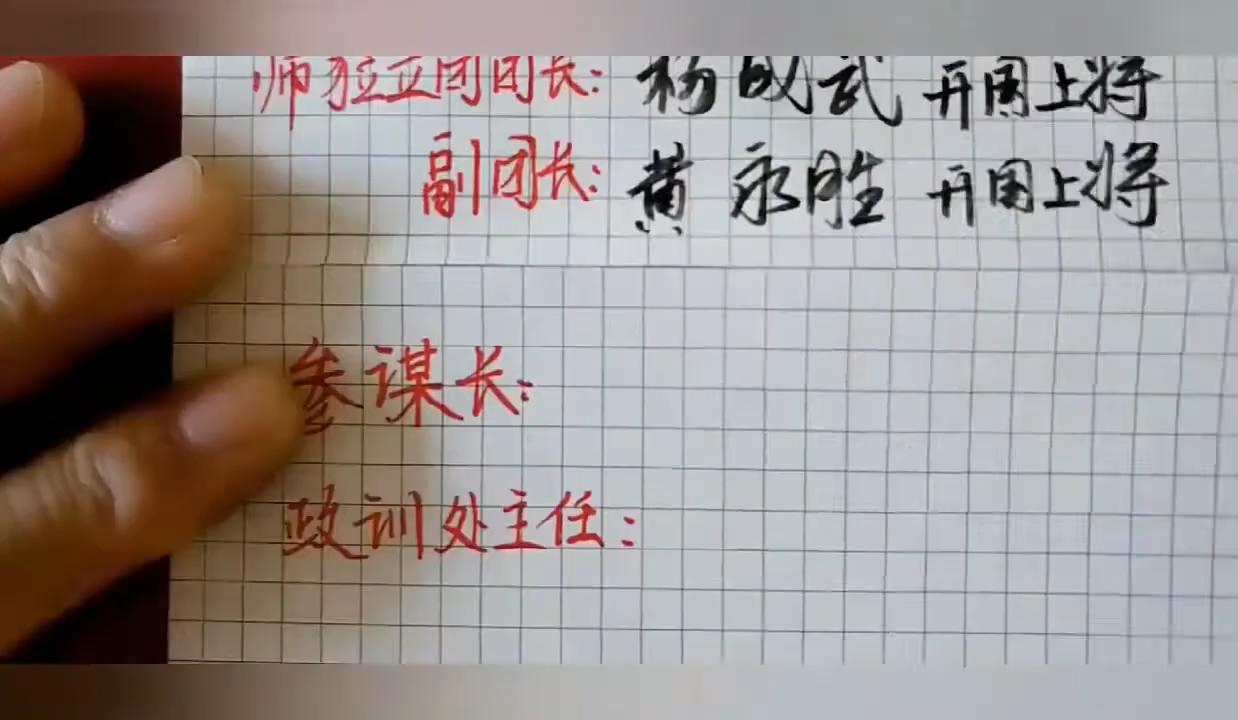 师独立团团长：杨成武 开国上将
副团长：黄永胜 开国上将
参谋长：
政训处主任：